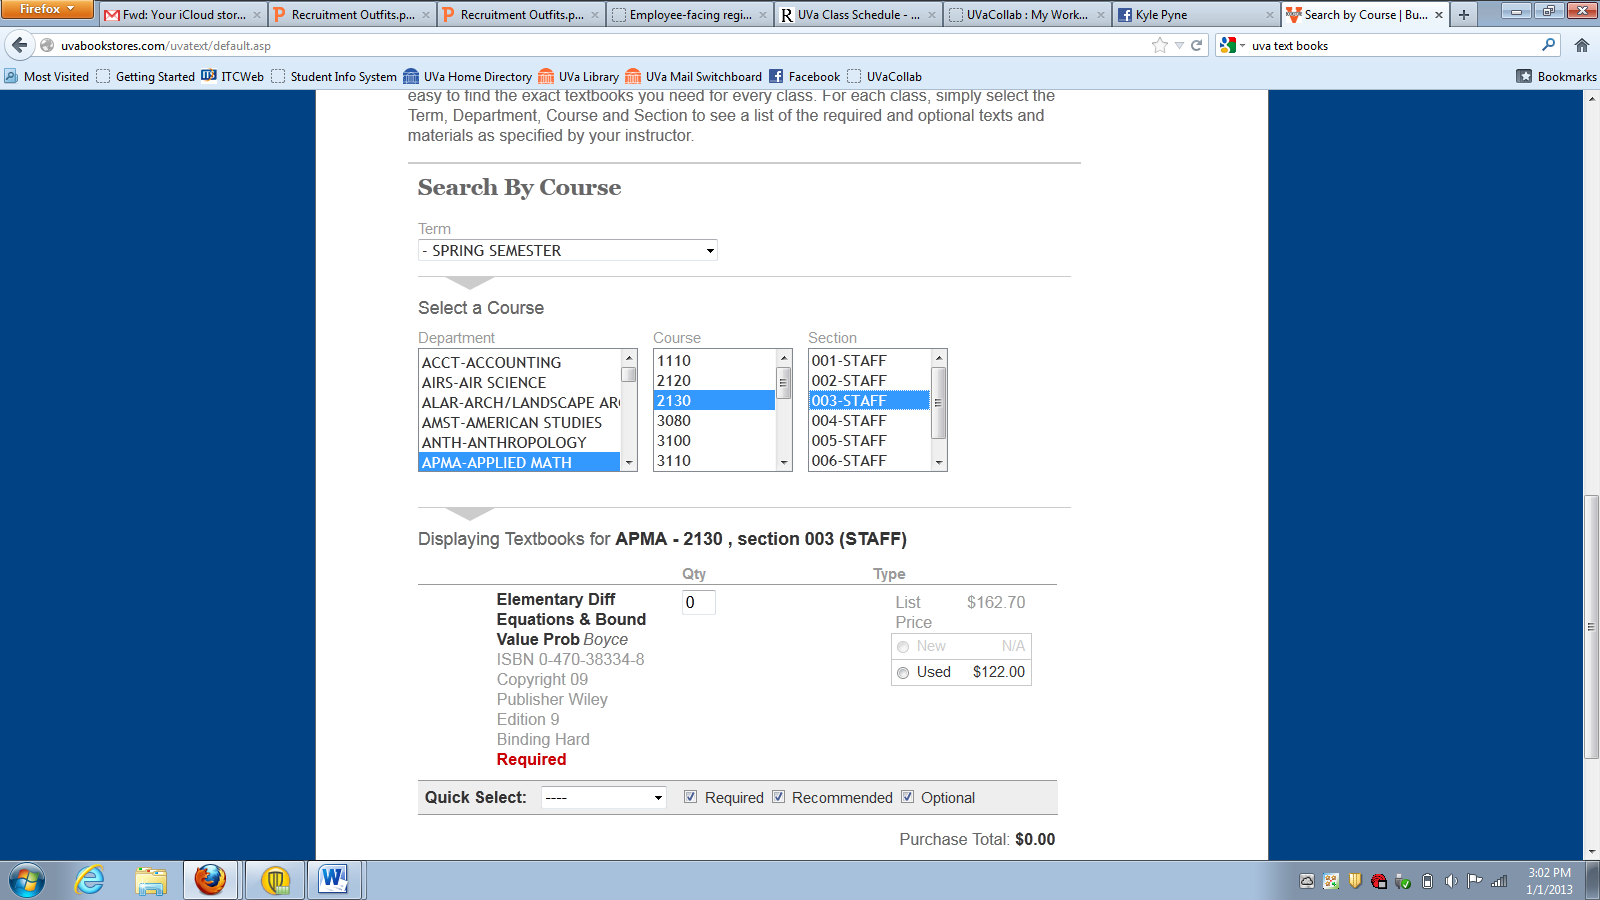 Firefox
Fwd: Your iCloud stor...
Recruitment Outfits.p...
Recruitment Outfits.p...
Employee-facing regi...
UVa Class Schedule - ...
UVaCollab : My Work...
Kyle Pyne
Search by Course | Bu...
uvabookstores.com/uvatext/default.asp
uva text books
Most Visited
Getting Started
ITCWeb
Student Info System
UVa Home Directory
UVa Library
UVa Mail Switchboard
Facebook
UVaCollab
Bookmarks
easy to find the exact textbooks you need for every class. For each class, simply select the
Term, Department, Course and Section to see a list of the required and optional texts and
materials as specified by your instructor.
Search By Course
Term
- SPRING SEMESTER
Select a Course
Department Course Section
ACCT-ACCOUNTING 1110 001-STAFF
AIRS-AIR SCIENCE 2120 002-STAFF
ALAR-ARCH/LANDSCAPE ARC 2130 003-STAFF
AMST-AMERICAN STUDIES 3080 004-STAFF
ANTH-ANTHROPOLOGY 3100 005-STAFF
APMA-APPLIED MATH 3110 006-STAFF
Displaying Textbooks for APMA - 2130 , section 003 (STAFF)
Qty Type
Elementary Diff 0 List $162.70
Equations & Bound Price
Value Prob Boyce New N/A
ISBN 0-470-38334-8
Copyright 09 Used $122.00
Publisher Wiley
Edition 9
Binding Hard
Required
Quick Select: ---- Required Recommended Optional
Purchase Total: $0.00
3:02 PM
1/1/2013